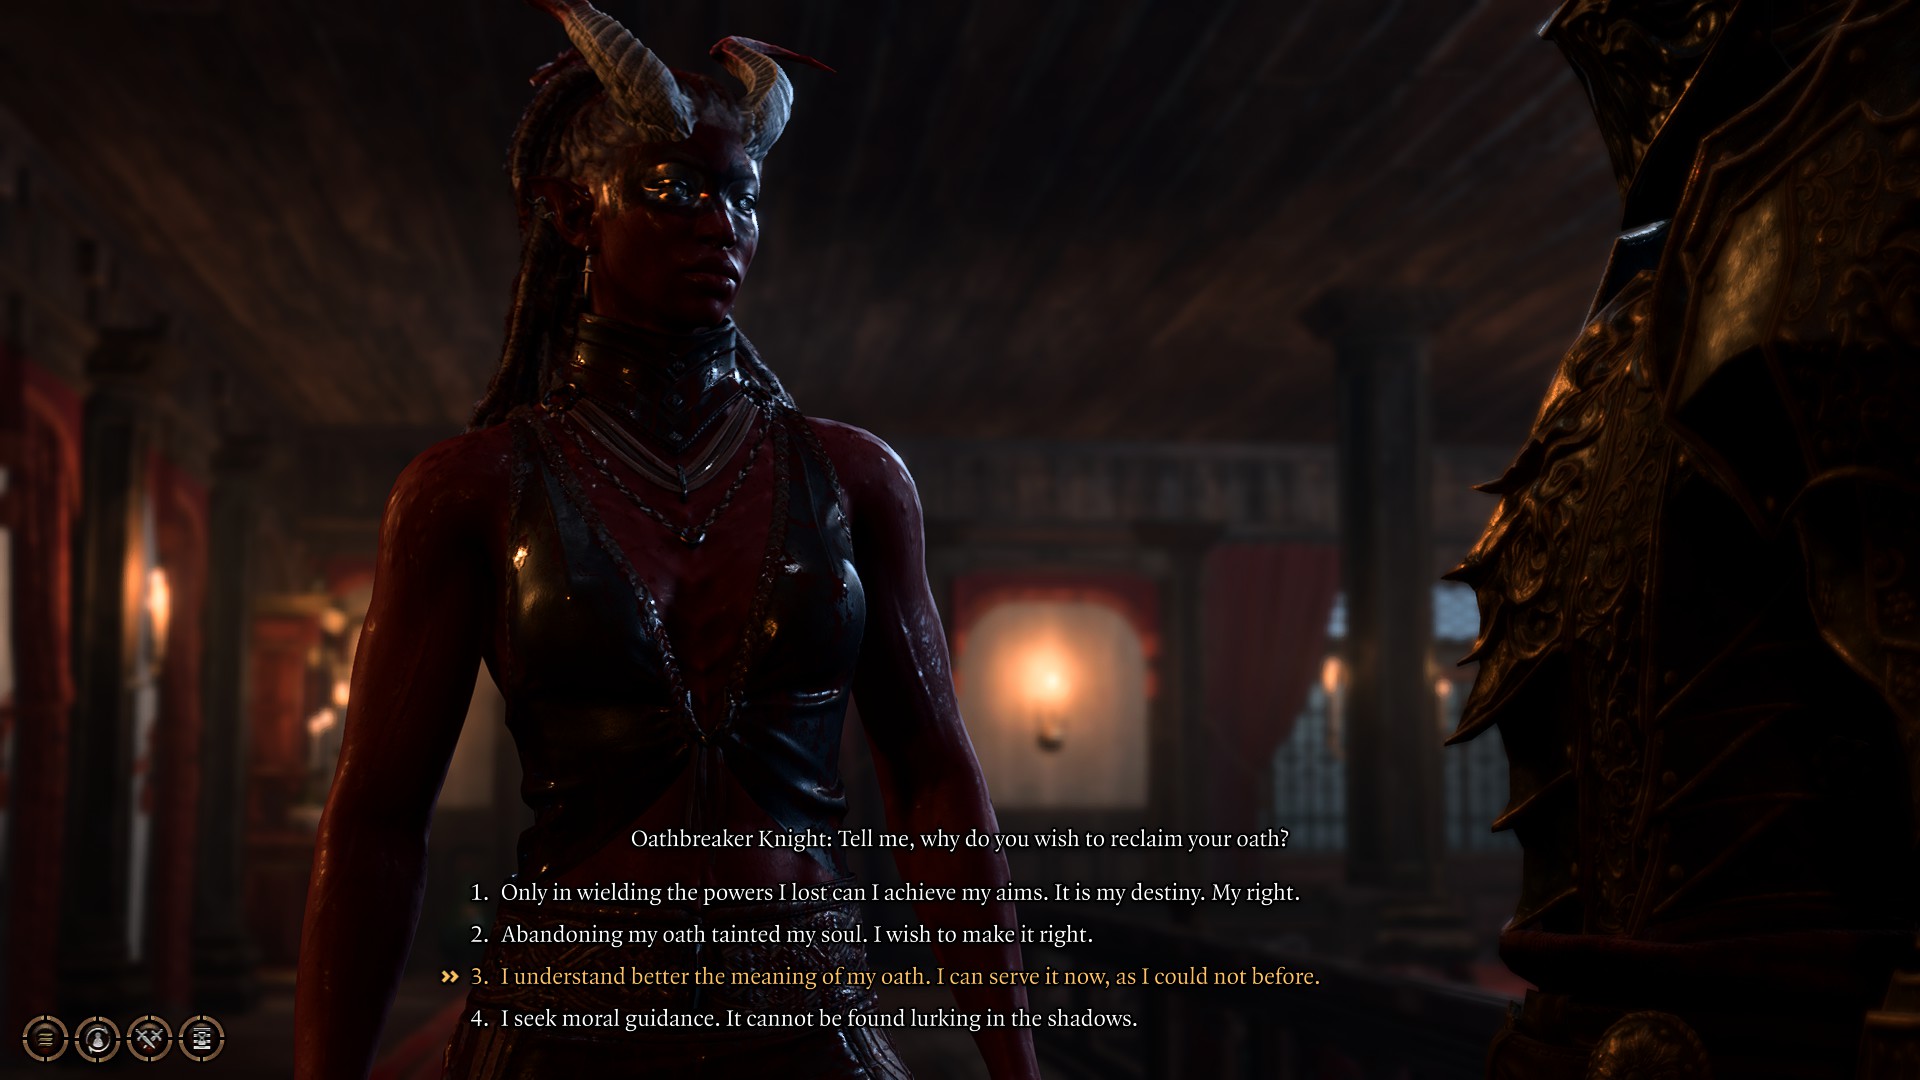 Oathbreaker Knight: Tell me, why do you wish to reclaim your oath?
1. Only in wielding the powers I lost can I achieve my aims. It is my destiny. My right.
2. Abandoning my oath tainted my soul. I wish to make it right.
3. I understand better the meaning of my oath. I can serve it now, as I could not before.
4. I seek moral guidance. It cannot be found lurking in the shadows.